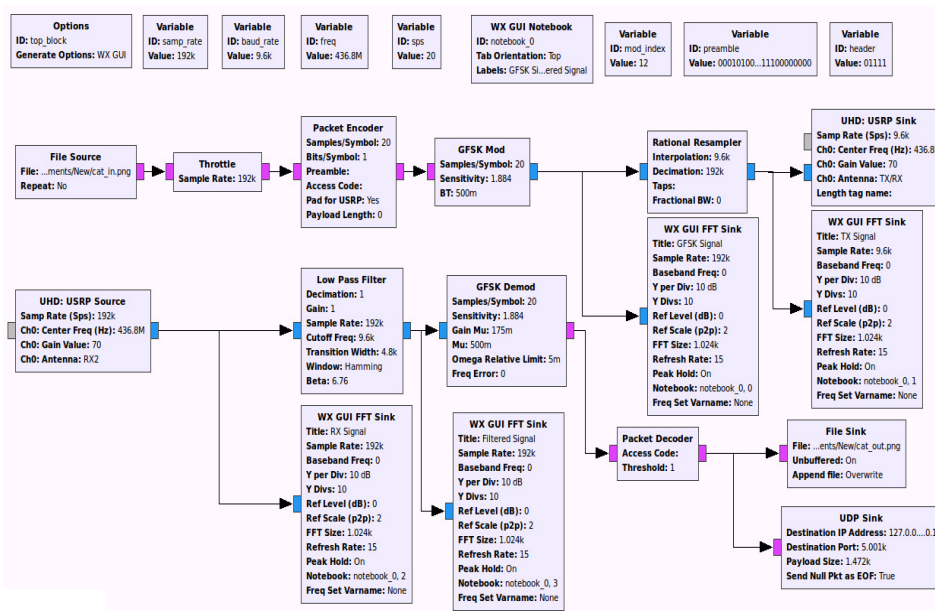 Options
ID: top_block
Generate Options: WX GUI
Variable
ID: samp_rate
Value: 192k
Variable
ID: baud_rate
Value: 9.6k
Variable
ID: freq
Value: 436.8M
Variable
ID: sps
Value: 20
WX GUI Notebook
ID: notebook_0
Tab Orientation: Top
Labels: GFSK Si...ered Signal
Variable
ID: mod_index
Value: 12
Variable
ID: preamble
Value: 00010100...11100000000
Variable
ID: header
Value: 01111
File Source
File: ...ments/New/cat_in.png
Repeat: No
Throttle
Sample Rate: 192k
Packet Encoder
Samples/Symbol: 20
Bits/Symbol: 1
Preamble:
Access Code:
Pad for USRP: Yes
Payload Length: 0
GFSK Mod
Samples/Symbol: 20
Sensitivity: 1.884
BT: 500m
Rational Resampler
Interpolation: 9.6k
Decimation: 192k
Taps:
Fractional BW: 0
UHD: USRP Sink
Samp Rate (Sps): 9.6k
Ch0: Center Freq (Hz): 436.8
Ch0: Gain Value: 70
Ch0: Antenna: TX/RX
Length tag name:
WX GUI FFT Sink
Title: GFSK Signal
Sample Rate: 192k
Baseband Freq: 0
Y per Div: 10 dB
Y Divs: 10
Ref Level (dB): 0
Ref Scale (p2p): 2
FFT Size: 1.024k
Refresh Rate: 15
Peak Hold: On
Notebook: notebook_0, 0
Freq Set Varname: None
WX GUI FFT Sink
Title: TX Signal
Sample Rate: 9.6k
Baseband Freq: 0
Y per Div: 10 dB
Y Divs: 10
Ref Level (dB): 0
Ref Scale (p2p): 2
FFT Size: 1.024k
Refresh Rate: 15
Peak Hold: On
Notebook: notebook_0, 1
Freq Set Varname: None
UHD: USRP Source
Samp Rate (Sps): 192k
Ch0: Center Freq (Hz): 436.8M
Ch0: Gain Value: 70
Ch0: Antenna: RX2
Low Pass Filter
Decimation: 1
Gain: 1
Sample Rate: 192k
Cutoff Freq: 9.6k
Transition Width: 4.8k
Window: Hamming
Beta: 6.76
GFSK Demod
Samples/Symbol: 20
Sensitivity: 1.884
Gain Mu: 175m
Mu: 500m
Omega Relative Limit: 5m
Freq Error: 0
WX GUI FFT Sink
Title: RX Signal
Sample Rate: 192k
Baseband Freq: 0
Y per Div: 10 dB
Y Divs: 10
Ref Level (dB): 0
Ref Scale (p2p): 2
FFT Size: 1.024k
Refresh Rate: 15
Peak Hold: On
Notebook: notebook_0, 2
Freq Set Varname: None
WX GUI FFT Sink
Title: Filtered Signal
Sample Rate: 192k
Baseband Freq: 0
Y per Div: 10 dB
Y Divs: 10
Ref Level (dB): 0
Ref Scale (p2p): 2
FFT Size: 1.024k
Refresh Rate: 15
Peak Hold: On
Notebook: notebook_0, 3
Freq Set Varname: None
Packet Decoder
Access Code:
Threshold: 1
File Sink
File: ...ents/New/cat_out.png
Unbuffered: On
Append file: Overwrite
UDP Sink
Destination IP Address: 127.0.0....0.1
Destination Port: 5.001k
Payload Size: 1.472k
Send Null Pkt as EOF: True